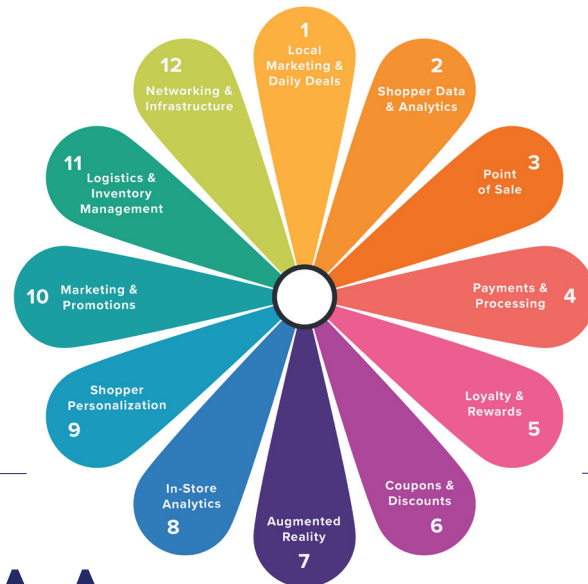 1
Local
Marketing &
Daily Deals
2
Shopper Data
& Analytics
3
Point
of Sale
Payments &
Processing
4
Loyalty &
Rewards
5
Coupons &
Discounts
6
Augmented
Reality
7
In-Store
Analytics
8
Shopper
Personalization
9
10
Marketing &
Promotions
11
Logistics &
Inventory
Management
12
Networking &
Infrastructure